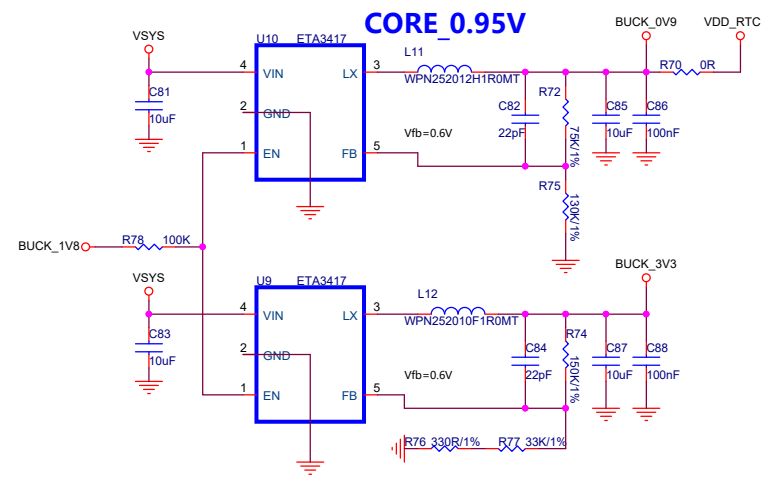 CORE_0.95V
BUCK_0V9
VDD_RTC
VSYS
U10 ETA3417
L11
WPN252012H1R0MT
R70 0R
4 VIN LX 3
C81
10uF
2 GND
1 EN FB 5
Vfb=0.6V
C82
22pF
R72
75K/1%
C85
10uF
C86
100nF
R75
130K/1%
BUCK_1V8
R78 100K
VSYS
U9 ETA3417
L12
WPN252010F1R0MT
BUCK_3V3
4 VIN LX 3
C83
10uF
2 GND
1 EN FB 5
Vfb=0.6V
C84
22pF
R74
150K/1%
C87
10uF
C88
100nF
R76 330R/1% R77 33K/1%